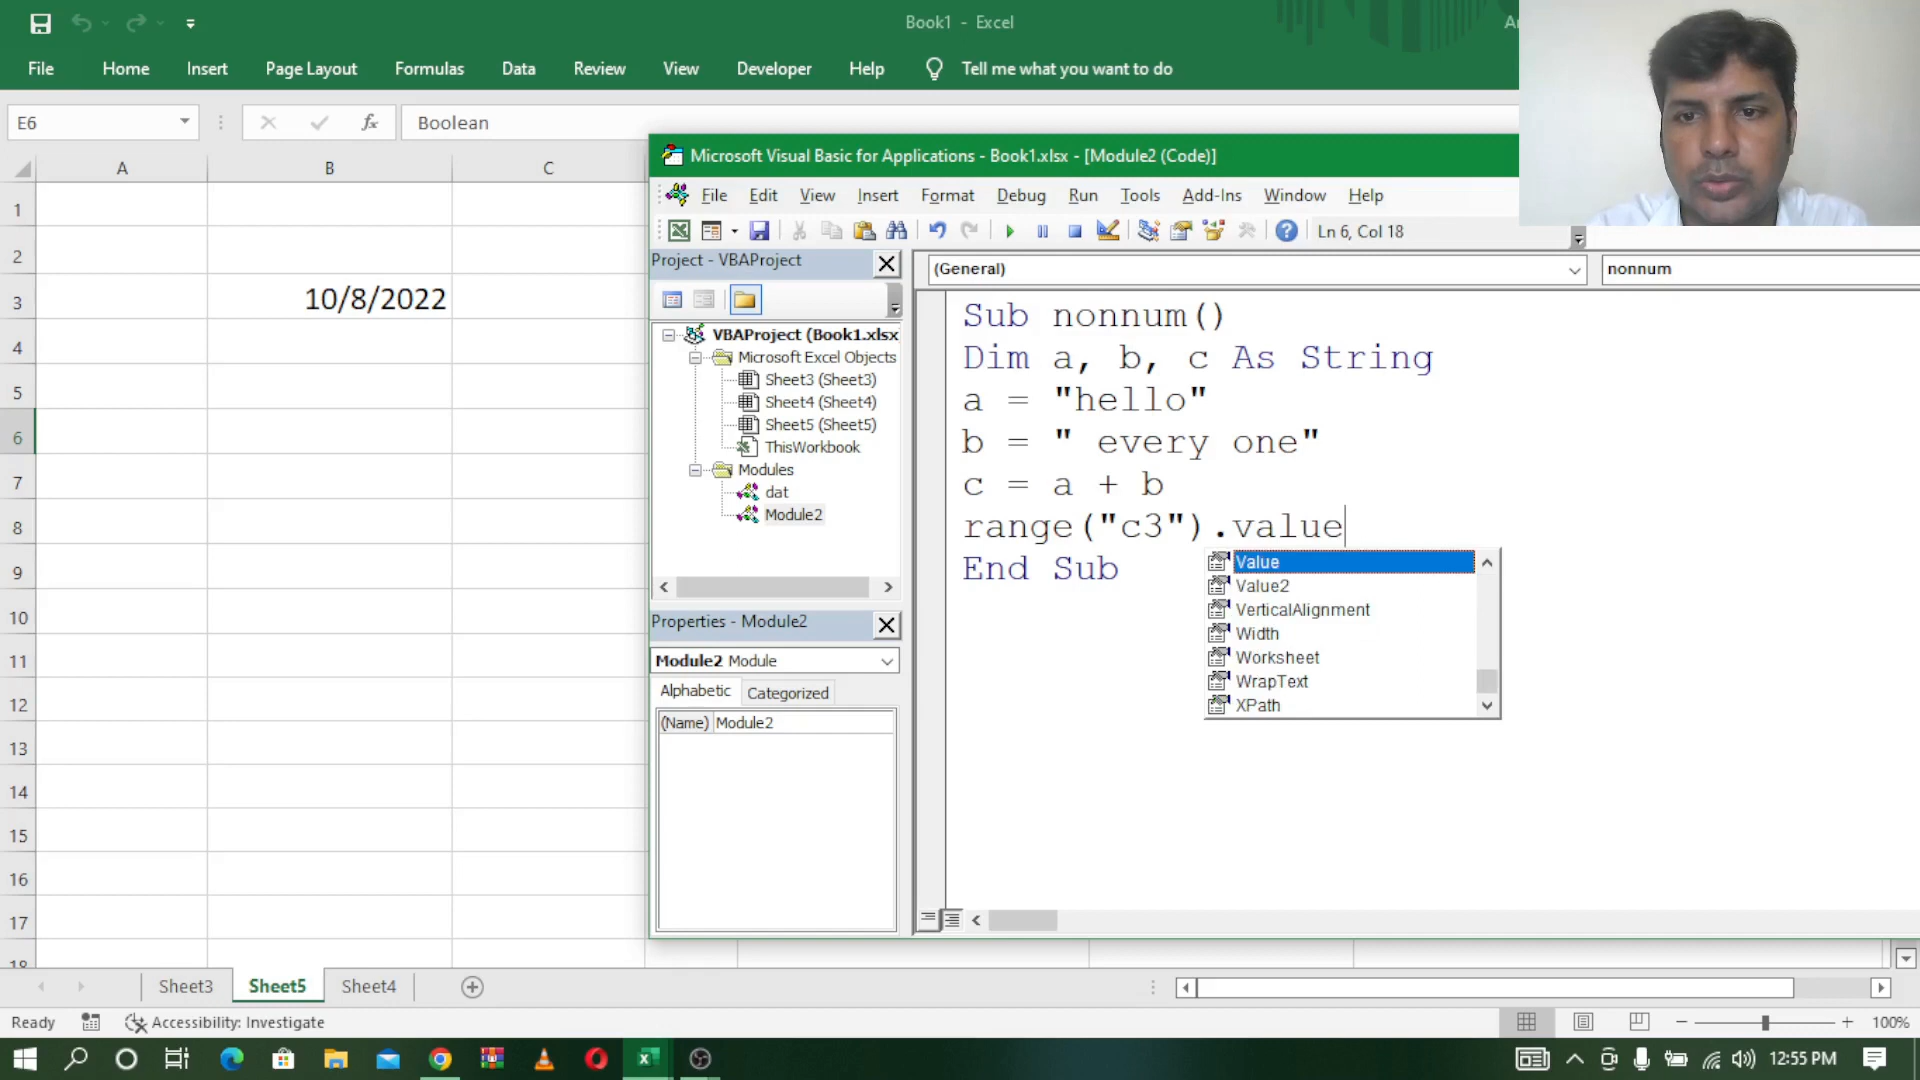 Book1 - Excel
File Home Insert Page Layout Formulas Data Review View Developer Help Tell me what you want to do
E6 fx Boolean
A B C
1
2
3 10/8/2022
4
5
6
7
8
9
10
11
12
13
14
15
16
17
18
Microsoft Visual Basic for Applications - Book1.xlsx - [Module2 (Code)]
File Edit View Insert Format Debug Run Tools Add-Ins Window Help
Ln 6, Col 18
Project - VBAProject
VBAProject (Book1.xlsx
Microsoft Excel Objects
Sheet3 (Sheet3)
Sheet4 (Sheet4)
Sheet5 (Sheet5)
ThisWorkbook
Modules
dat
Module2
Properties - Module2
Module2 Module
Alphabetic Categorized
(Name) Module2
(General) nonnum
Sub nonnum()
Dim a, b, c As String
a = "hello"
b = " every one"
c = a + b
range("c3").value
End Sub
Value
Value2
VerticalAlignment
Width
Worksheet
WrapText
XPath
Sheet3 Sheet5 Sheet4
Ready Accessibility: Investigate 100%
12:55 PM